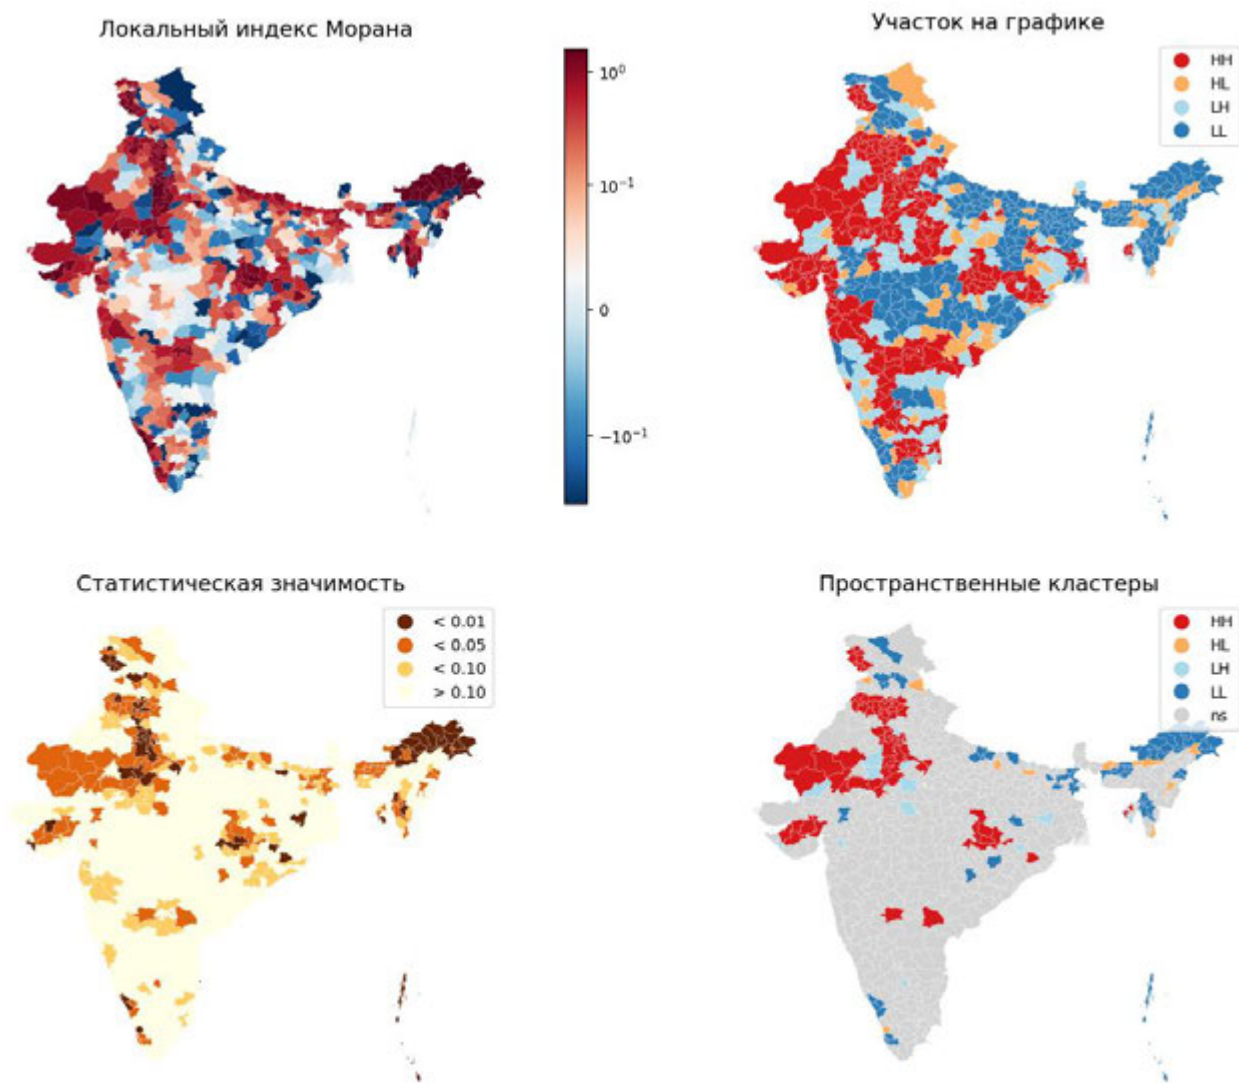 Локальный индекс Морана
Участок на графике
10⁰
10⁻¹
0
−10⁻¹
HH
HL
LH
LL
Статистическая значимость
Пространственные кластеры
< 0.01
< 0.05
< 0.10
> 0.10
HH
HL
LH
LL
ns